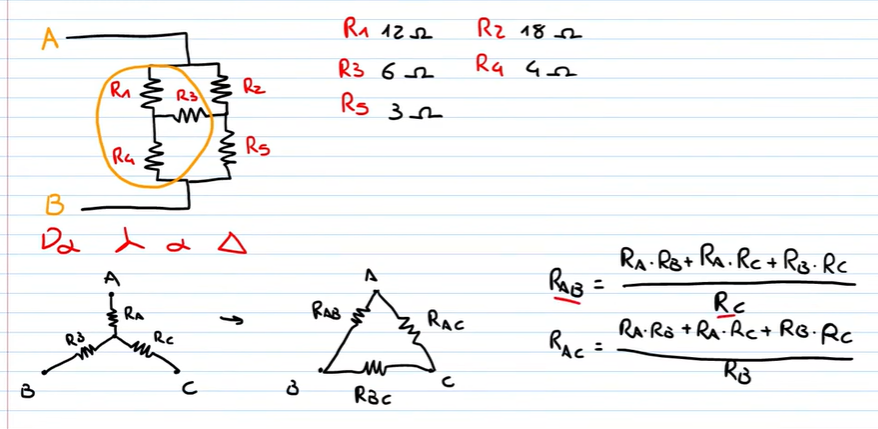 A
R1 12 Ω R2 18 Ω
R3 6 Ω R4 4 Ω
R5 3 Ω
R1 R3 R2
R4 R5
B
Da ⅄ a △
A
RA
RB RC
B C
→
A
RAB RAC
B C
RBC
RAB = (RA·RB + RA·RC + RB·RC) / RC
RAC = (RA·RB + RA·RC + RB·RC) / RB